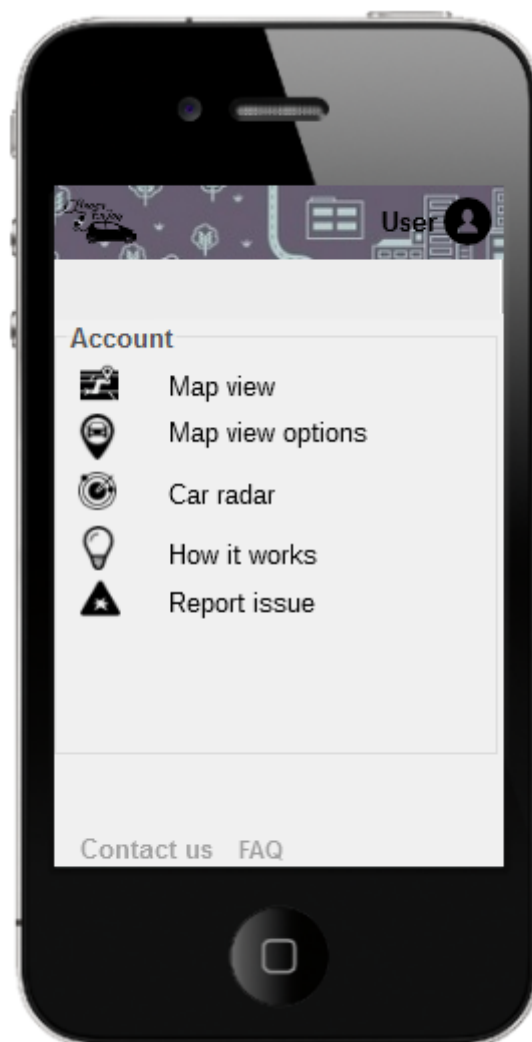 User
Account
Map view
Map view options
Car radar
How it works
Report issue
Contact us FAQ